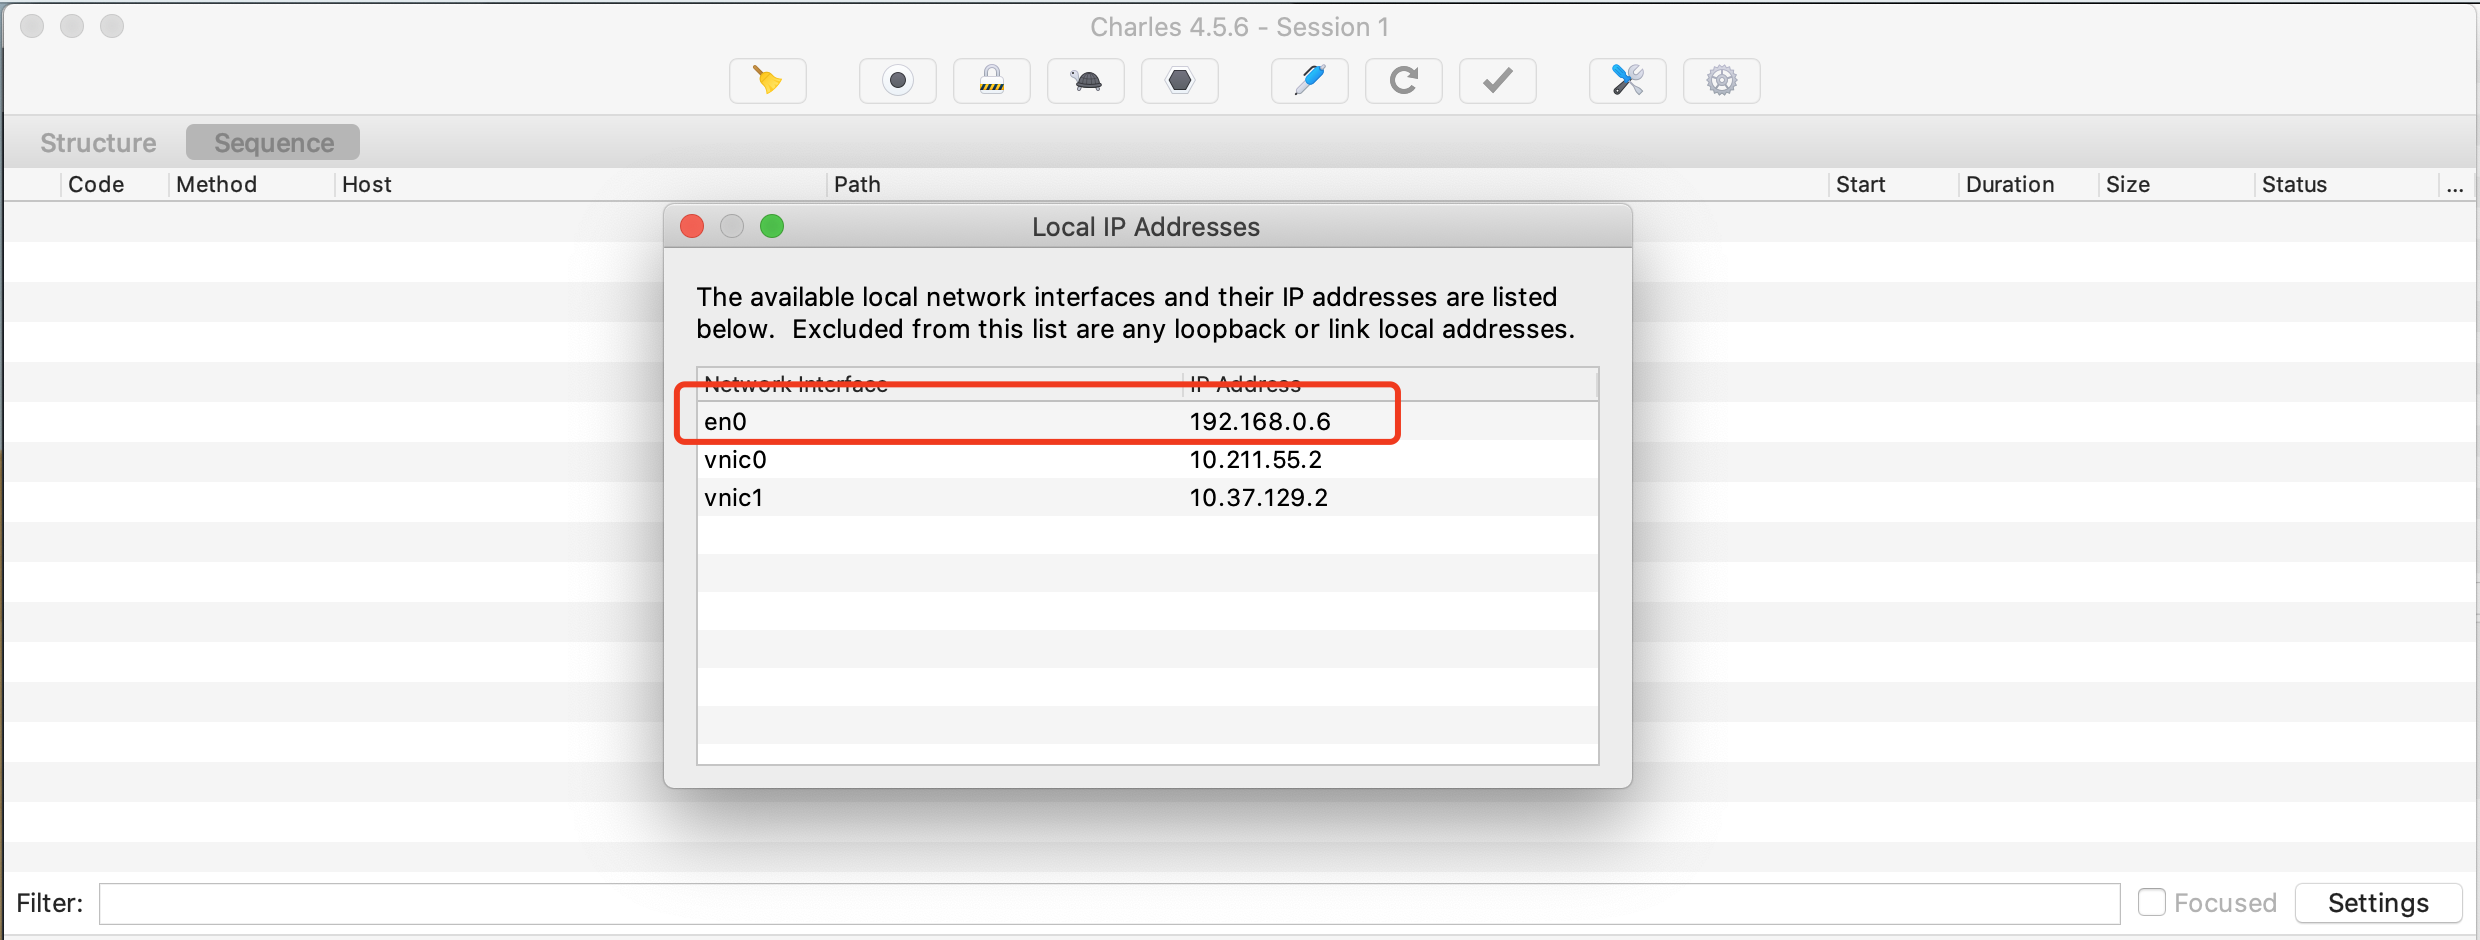 Charles 4.5.6 - Session 1
Structure Sequence
Code Method Host Path Start Duration Size Status ...
Local IP Addresses
The available local network interfaces and their IP addresses are listed
below.  Excluded from this list are any loopback or link local addresses.
Network Interface IP Address
en0 192.168.0.6
vnic0 10.211.55.2
vnic1 10.37.129.2
Filter: Focused Settings